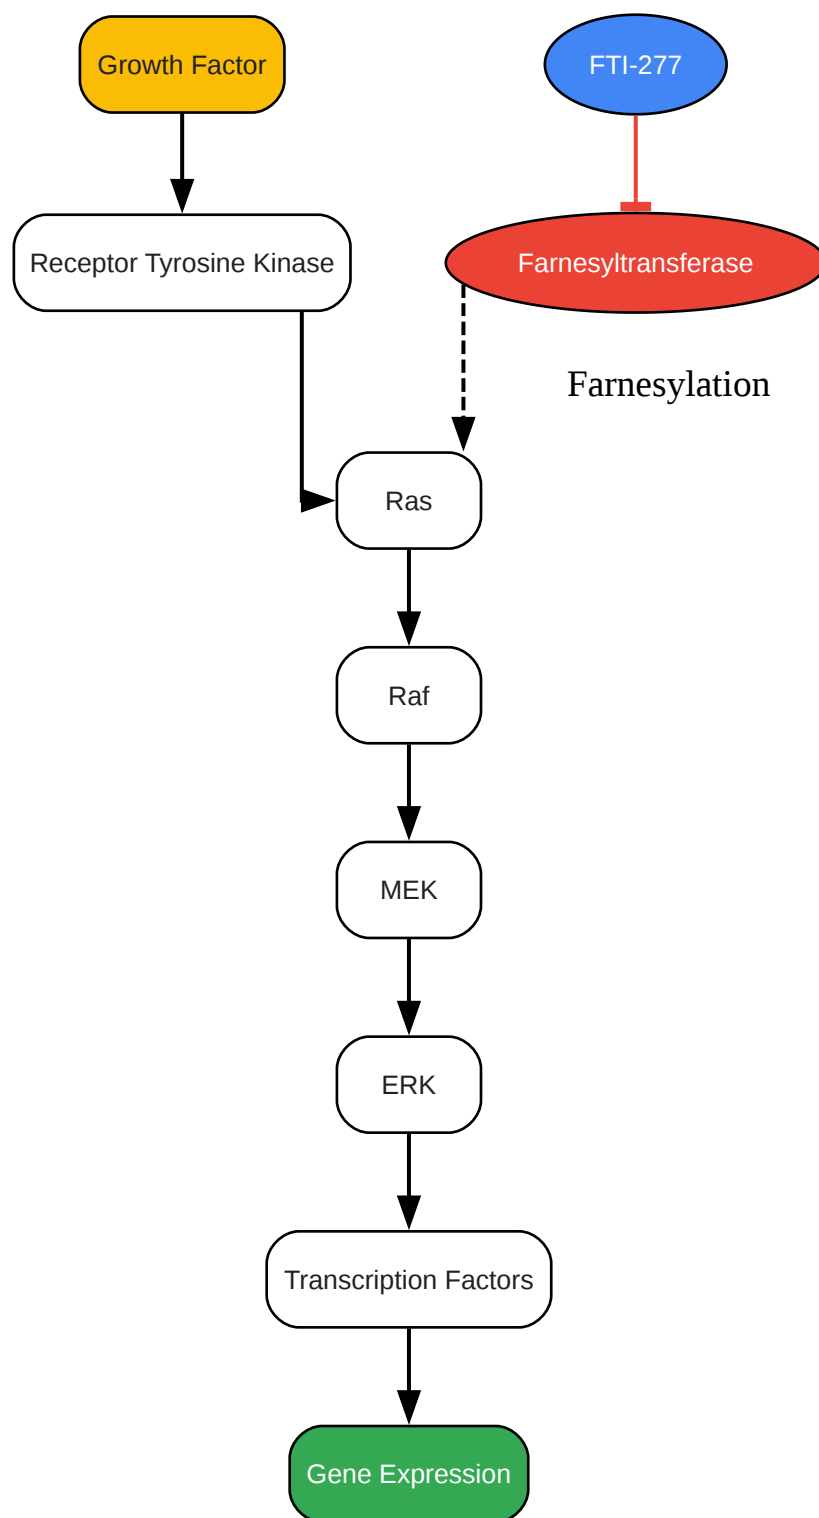 Growth Factor
FTI-277
Receptor Tyrosine Kinase
Farnesyltransferase
Farnesylation
Ras
Raf
MEK
ERK
Transcription Factors
Gene Expression